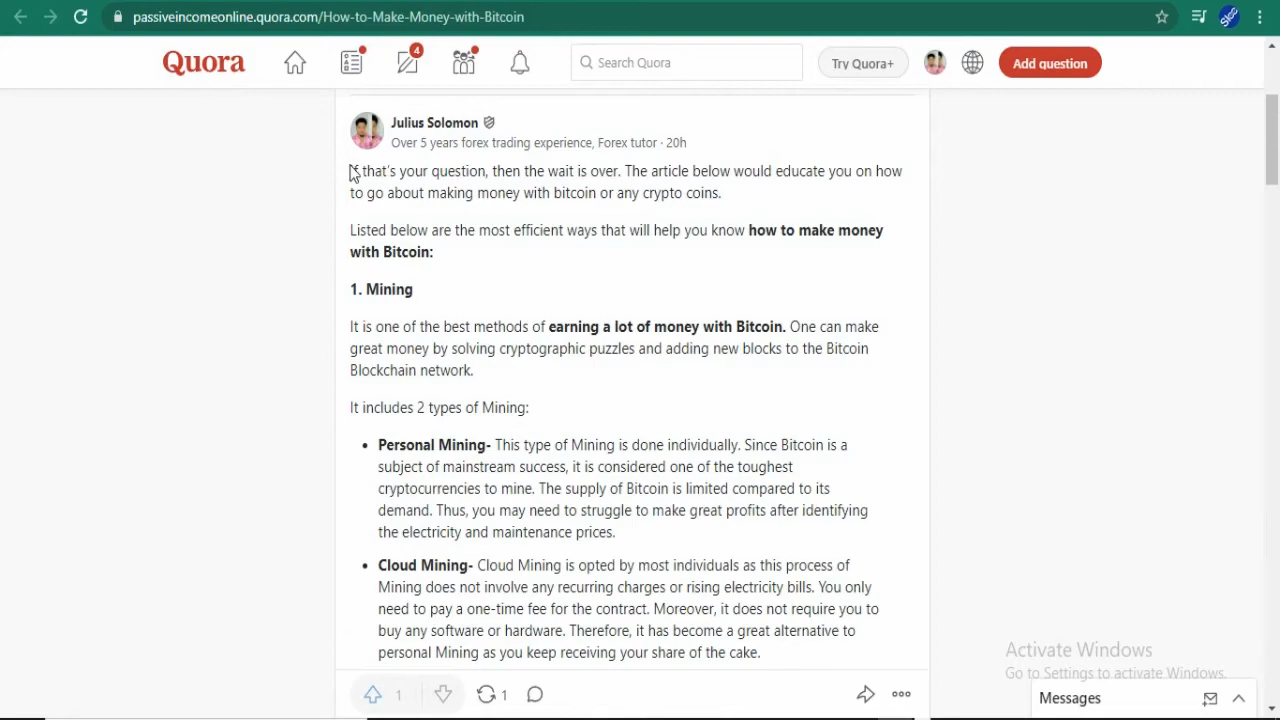 passiveincomeonline.quora.com/How-to-Make-Money-with-Bitcoin
Quora
4
Search Quora
Try Quora+
Add question
Julius Solomon
Over 5 years forex trading experience, Forex tutor · 20h
If that's your question, then the wait is over. The article below would educate you on how
to go about making money with bitcoin or any crypto coins.
Listed below are the most efficient ways that will help you know how to make money
with Bitcoin:
1. Mining
It is one of the best methods of earning a lot of money with Bitcoin. One can make
great money by solving cryptographic puzzles and adding new blocks to the Bitcoin
Blockchain network.
It includes 2 types of Mining:
• Personal Mining- This type of Mining is done individually. Since Bitcoin is a
subject of mainstream success, it is considered one of the toughest
cryptocurrencies to mine. The supply of Bitcoin is limited compared to its
demand. Thus, you may need to struggle to make great profits after identifying
the electricity and maintenance prices.
• Cloud Mining- Cloud Mining is opted by most individuals as this process of
Mining does not involve any recurring charges or rising electricity bills. You only
need to pay a one-time fee for the contract. Moreover, it does not require you to
buy any software or hardware. Therefore, it has become a great alternative to
personal Mining as you keep receiving your share of the cake.
1
1
Activate Windows
Go to Settings to activate Windows.
Messages